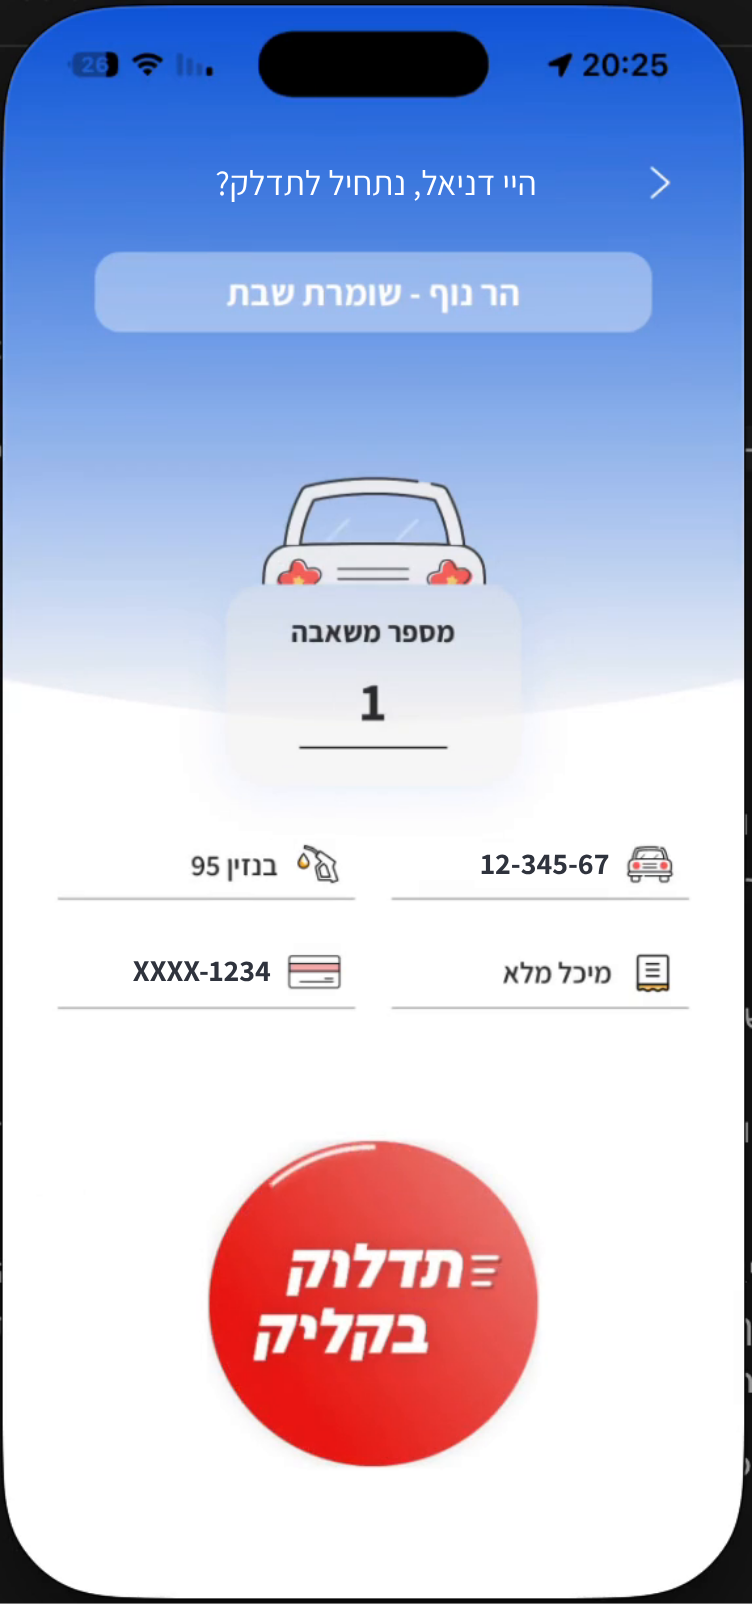 20:25
26
היי דניאל, נתחיל לתדלק?
הר נוף - שומרת שבת
מספר משאבה
1
12-345-67
בנזין 95
מיכל מלא
XXXX-1234
תדלוק
בקליק